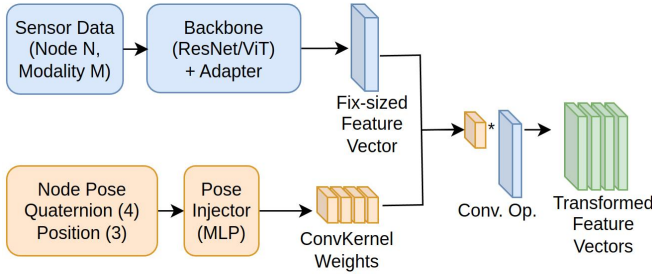 Sensor Data
(Node N,
Modality M)
Backbone
(ResNet/ViT)
+ Adapter
Fix-sized
Feature
Vector
Node Pose
Quaternion (4)
Position (3)
Pose
Injector
(MLP)
ConvKernel
Weights
*
Conv. Op.
Transformed
Feature
Vectors